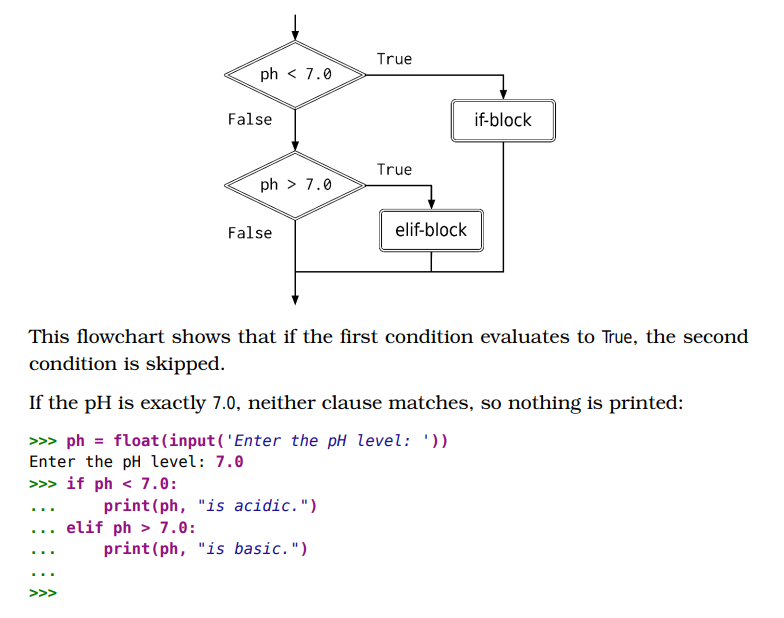 ph < 7.0
True
False
if-block
ph > 7.0
True
False
elif-block
This flowchart shows that if the first condition evaluates to True, the second
condition is skipped.
If the pH is exactly 7.0, neither clause matches, so nothing is printed:
>>> ph = float(input('Enter the pH level: '))
Enter the pH level: 7.0
>>> if ph < 7.0:
...     print(ph, "is acidic.")
... elif ph > 7.0:
...     print(ph, "is basic.")
...
>>>